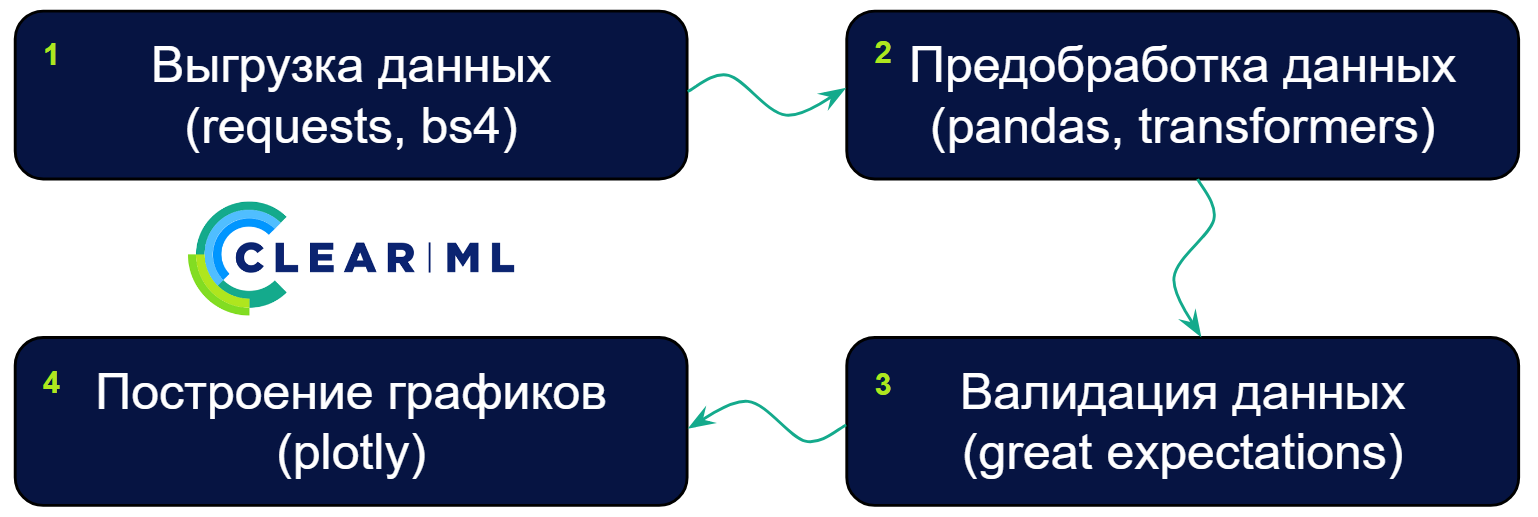 1
Выгрузка данных
(requests, bs4)
2
Предобработка данных
(pandas, transformers)
CLEAR|ML
4
Построение графиков
(plotly)
3
Валидация данных
(great expectations)